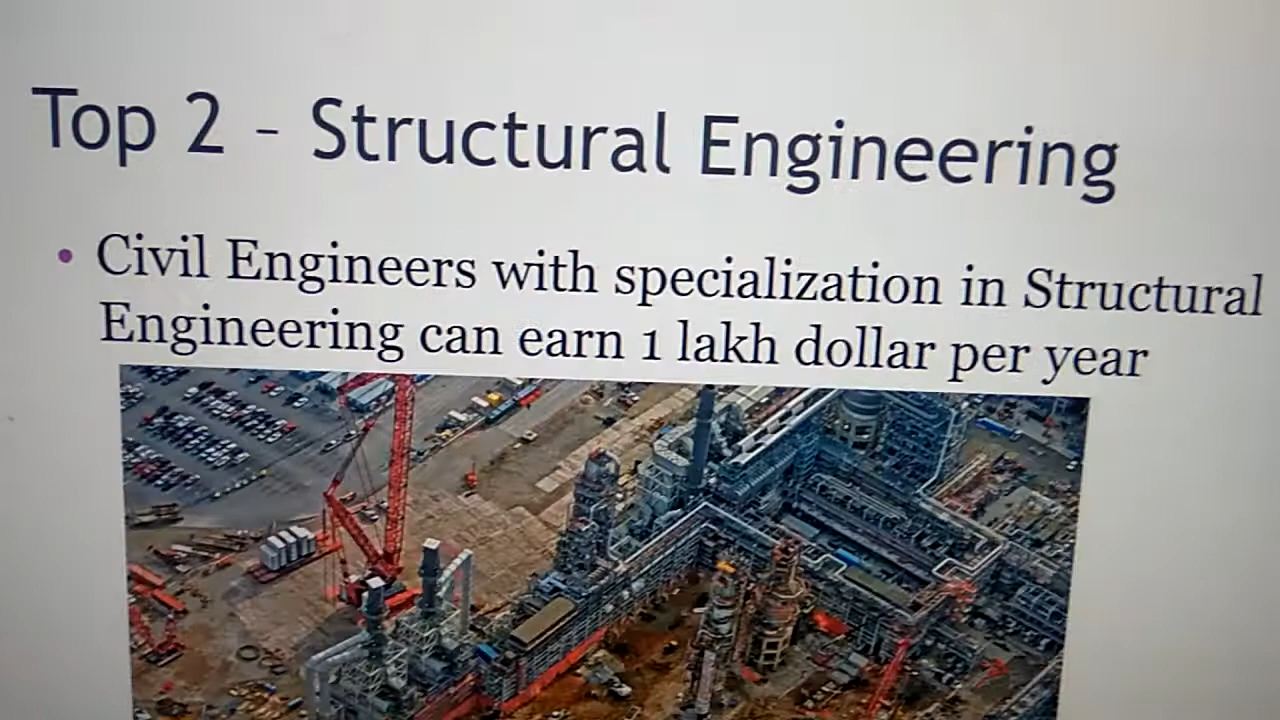 Top 2 - Structural Engineering
• Civil Engineers with specialization in Structural
Engineering can earn 1 lakh dollar per year